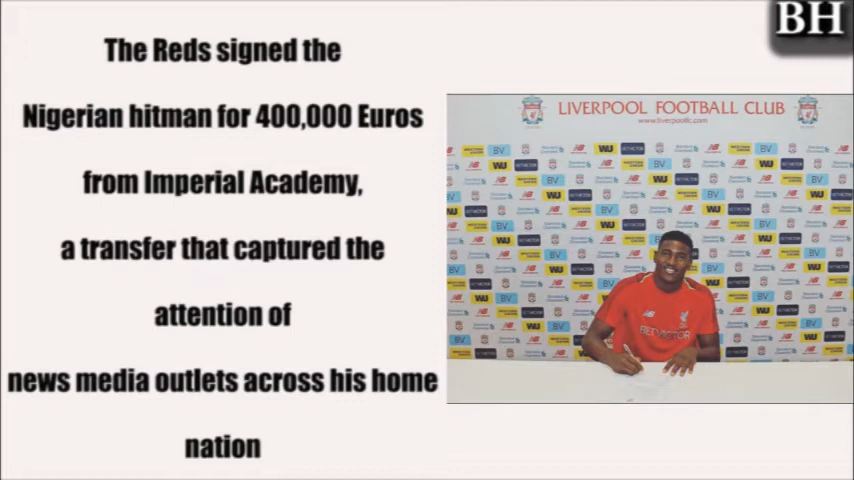 BH
The Reds signed the
Nigerian hitman for 400,000 Euros
from Imperial Academy,
a transfer that captured the
attention of
news media outlets across his home
nation
LIVERPOOL FOOTBALL CLUB
www.liverpoolfc.com
BETVICTOR